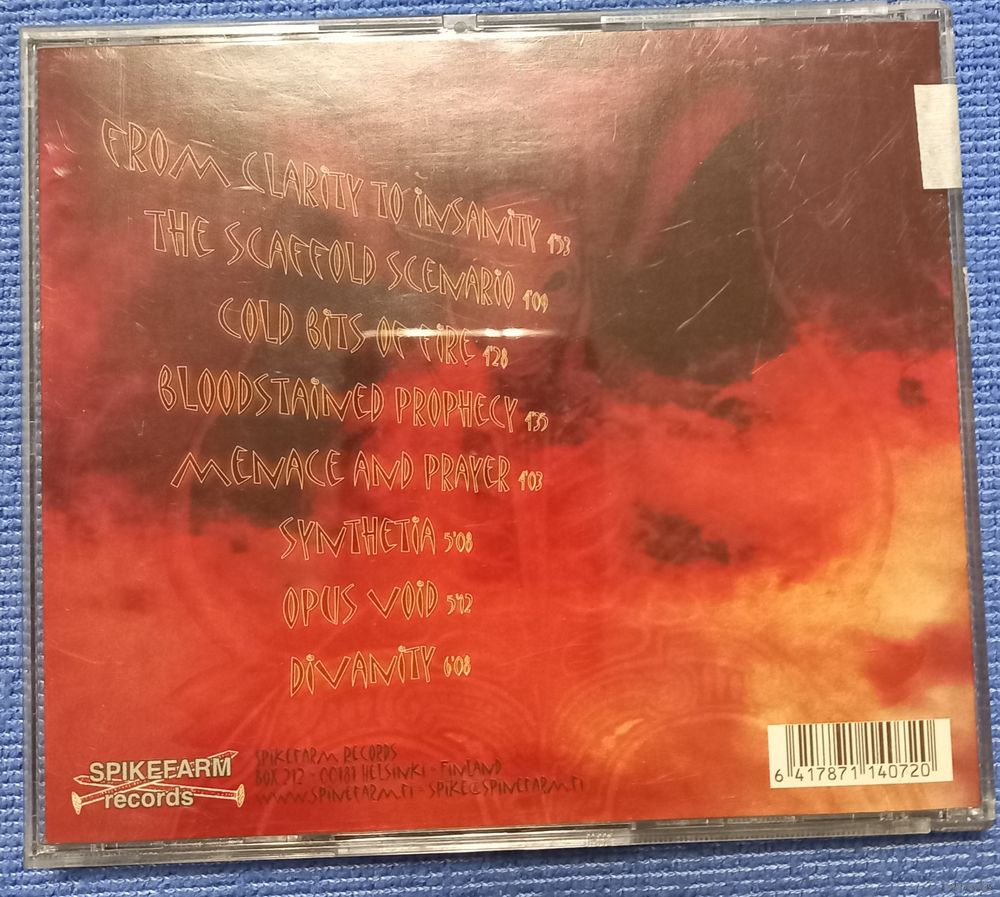 FROM CLARITY TO INSANITY 4'53
THE SCAFFOLD SCENARIO 4'09
COLD BITS OF FIRE 4'28
BLOODSTAINED PROPHECY 4'35
MENACE AND PRAYER 4'03
SYNTHETIA 5'08
OPUS VOID 5'42
DIVANITY 6'08
SPIKEFARM RECORDS
BOX 212 - 00181 HELSINKI - FINLAND
WWW.SPINEFARM.FI - SPIKE@SPINEFARM.FI
SPIKEFARM
records
6 417871 140720